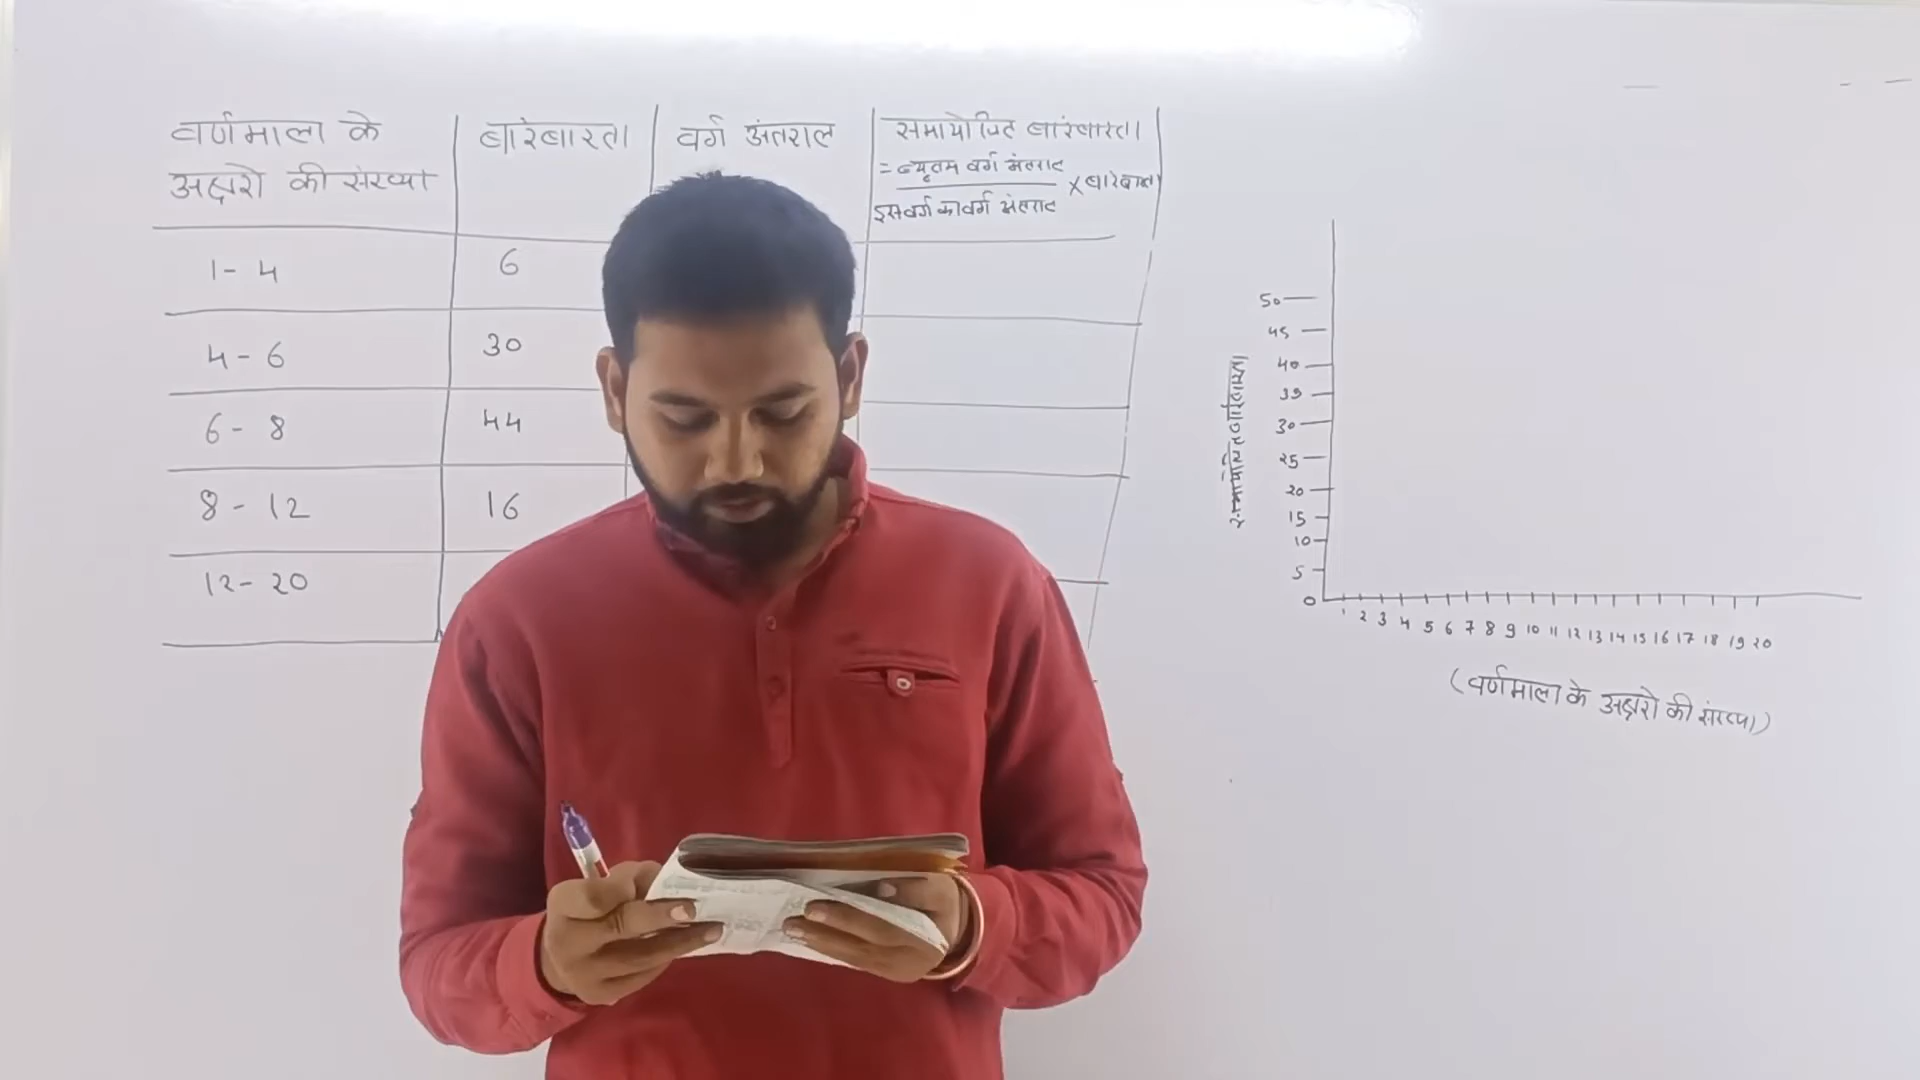 वर्णमाला के
अक्षरो की संख्या
बारंबारता
वर्ग अंतराल
समायोजित बारंबारता
= न्यूतम वर्ग अंतराल
× बारंबारता
इस वर्ग का वर्ग अंतराल
1 - 4
6
4 - 6
30
6 - 8
44
8 - 12
16
12 - 20
50
45
40
35
30
25
20
15
10
5
0
समायोजित बारंबारता
1 2 3 4 5 6 7 8 9 10 11 12 13 14 15 16 17 18 19 20
(वर्णमाला के अक्षरो की संख्या)